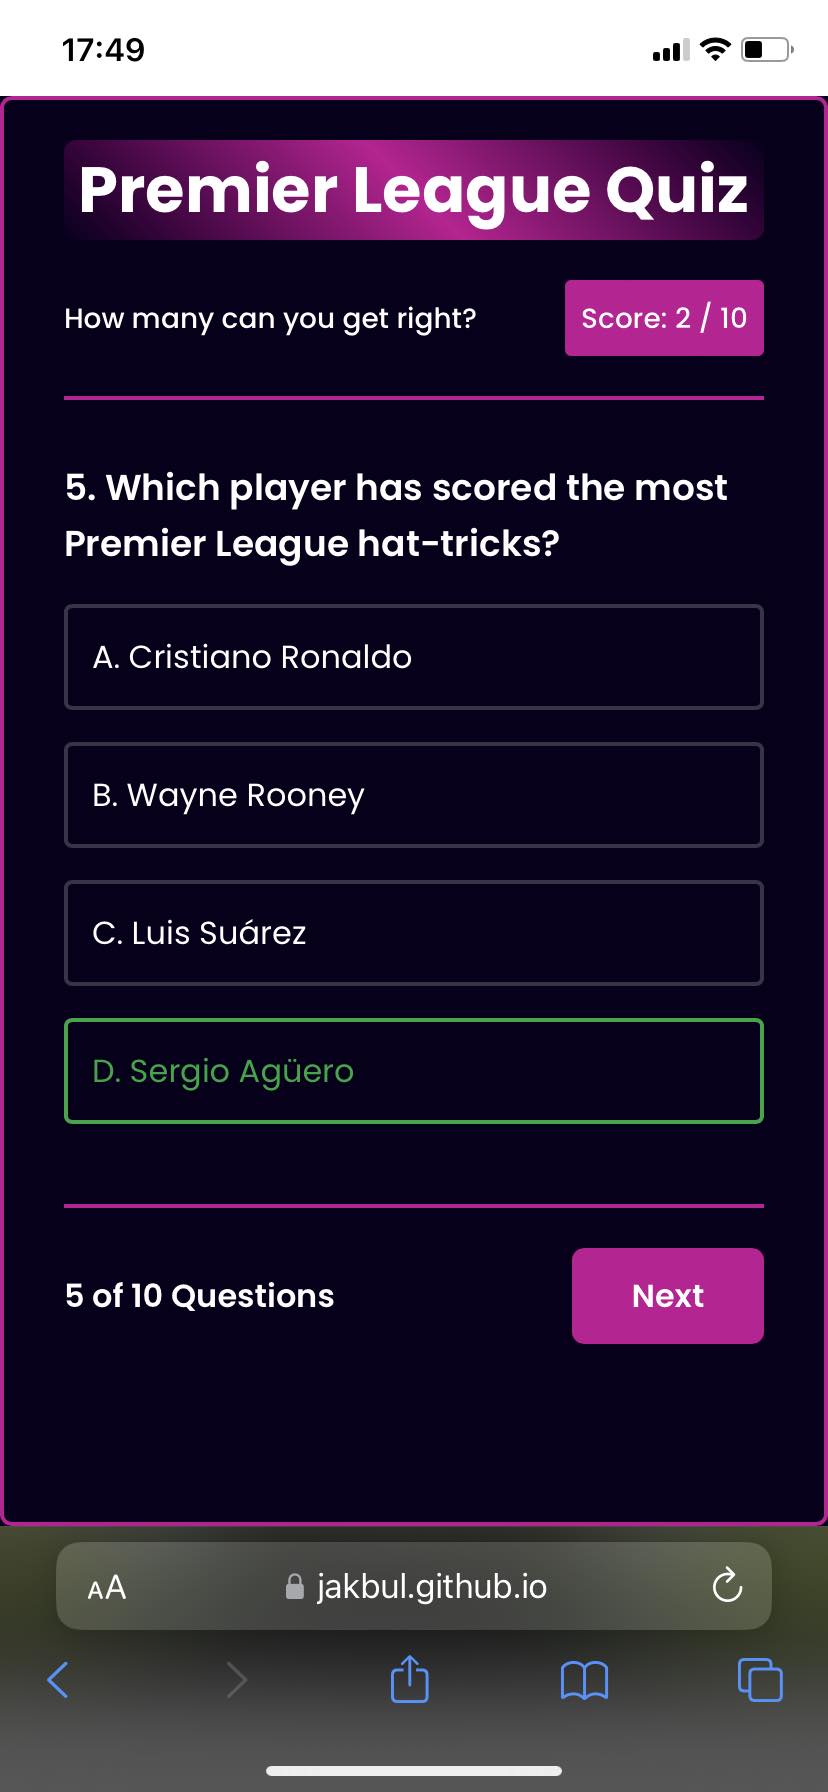 17:49
Premier League Quiz
How many can you get right?
Score: 2 / 10
5. Which player has scored the most
Premier League hat-tricks?
A. Cristiano Ronaldo
B. Wayne Rooney
C. Luis Suárez
D. Sergio Agüero
5 of 10 Questions
Next
AA
jakbul.github.io